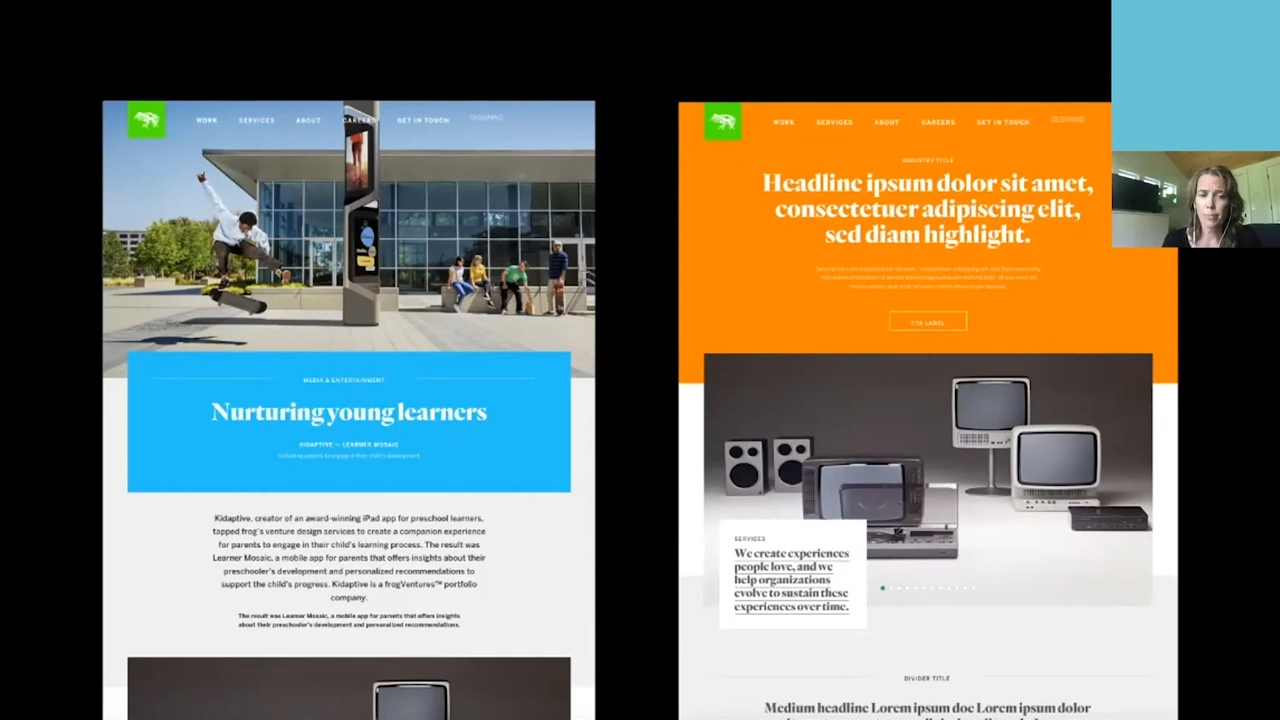 WORK SERVICES ABOUT CAREERS GET IN TOUCH DESIGNMIND
MEDIA & ENTERTAINMENT
Nurturing young learners
KIDAPTIVE — LEARNER MOSAIC
Kidaptive, creator of an award-winning iPad app for preschool learners,
tapped frog's venture design services to create a companion experience
for parents to engage in their child's learning process. The result was
Learner Mosaic, a mobile app for parents that offers insights about their
preschooler's development and personalized recommendations to
support the child's progress. Kidaptive is a frogVentures™ portfolio
company.
The result was Learner Mosaic, a mobile app for parents that offers insights
about their preschooler's development and personalized recommendations.
WORK SERVICES ABOUT CAREERS GET IN TOUCH DESIGNMIND
INDUSTRY TITLE
Headline ipsum dolor sit amet,
consectetuer adipiscing elit,
sed diam highlight.
CTA LABEL
SERVICES
We create experiences
people love, and we
help organizations
evolve to sustain these
experiences over time.
DIVIDER TITLE
Medium headline Lorem ipsum doc Lorem ipsum dolor